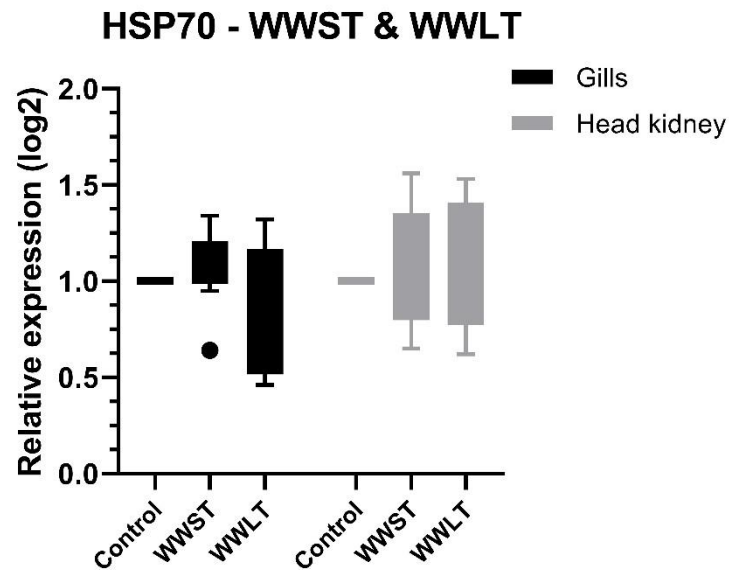 HSP70 - WWST & WWLT
Gills
Head kidney
Relative expression (log2)
2.0
1.5
1.0
0.5
0.0
Control
WWST
WWLT
Control
WWST
WWLT